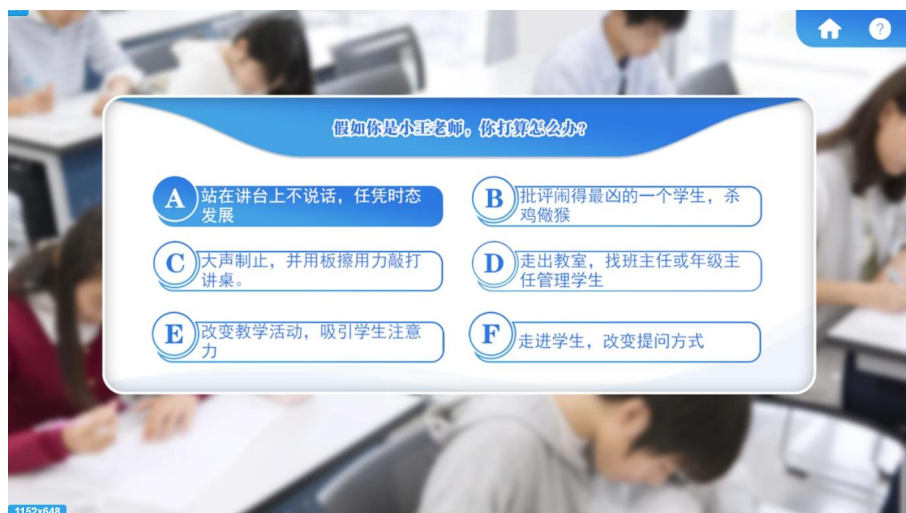 假如你是小王老师，你打算怎么办?
A
站在讲台上不说话，任凭时态
发展
B
批评闹得最凶的一个学生，杀
鸡儆猴
C
大声制止，并用板擦用力敲打
讲桌。
D
走出教室，找班主任或年级主
任管理学生
E
改变教学活动，吸引学生注意
力
F
走进学生，改变提问方式
?
1152x648